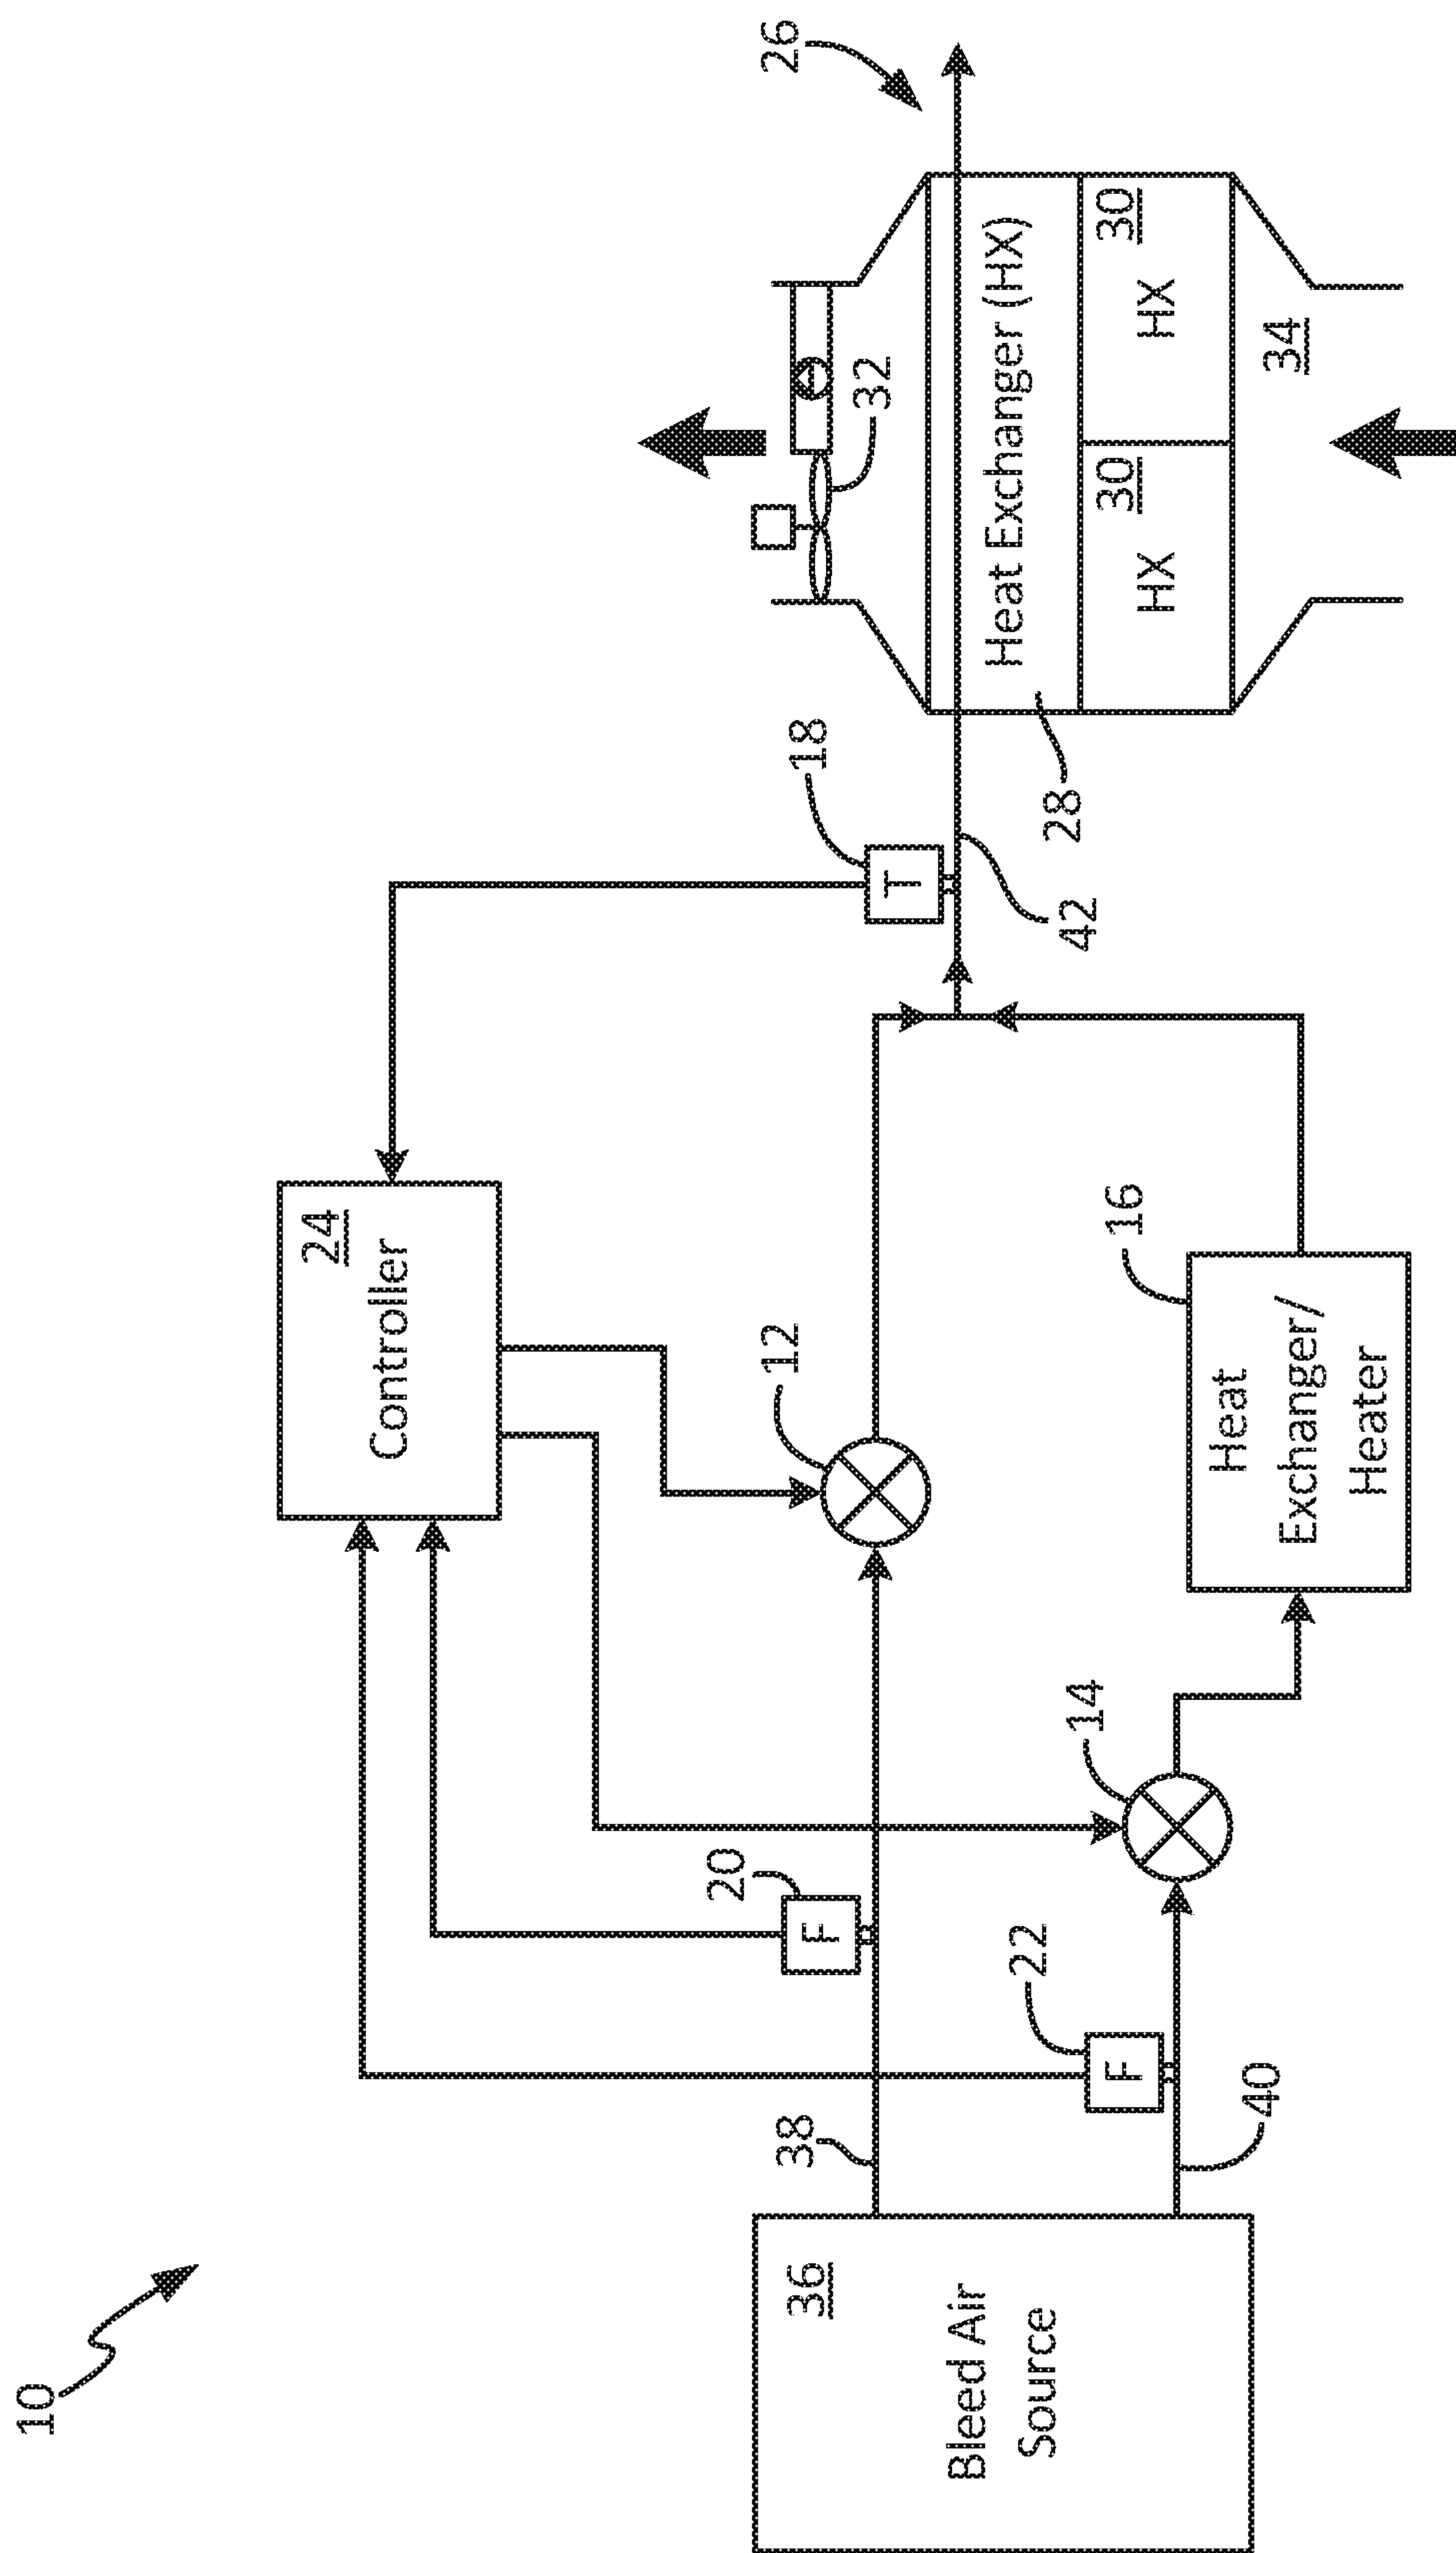 10
36
Bleed Air
Source
38
40
F
20
F
22
14
12
24
Controller
Heat
Exchanger/
Heater
16
T
18
42
28
Heat Exchanger (HX)
30
HX
30
HX
32
34
26